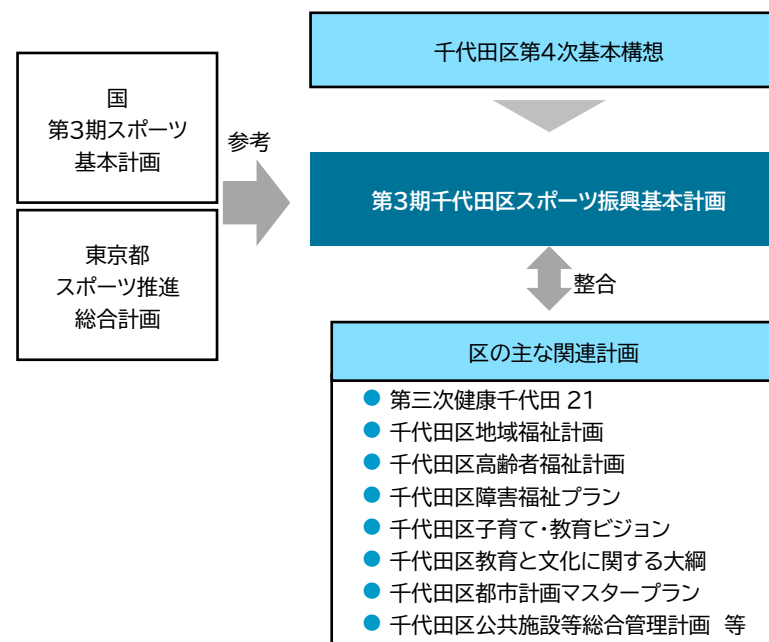 千代田区第4次基本構想
国
第3期スポーツ
基本計画
参考
第3期千代田区スポーツ振興基本計画
東京都
スポーツ推進
総合計画
整合
区の主な関連計画
● 第三次健康千代田 21
● 千代田区地域福祉計画
● 千代田区高齢者福祉計画
● 千代田区障害福祉プラン
● 千代田区子育て・教育ビジョン
● 千代田区教育と文化に関する大綱
● 千代田区都市計画マスタープラン
● 千代田区公共施設等総合管理計画 等